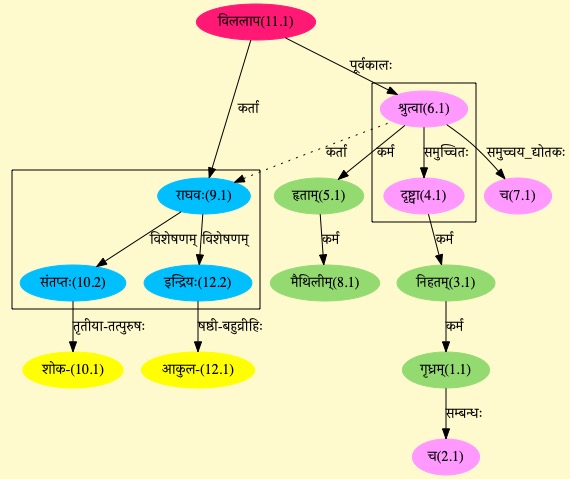 विललाप(11.1)
पूर्वकालः
कर्ता
श्रुत्वा(6.1)
कर्ता
कर्म
समुच्चितः
समुच्चय_द्योतकः
राघवः(9.1)
हृताम्(5.1)
दृष्ट्वा(4.1)
च(7.1)
विशेषणम्
विशेषणम्
कर्म
कर्म
संतप्तः(10.2)
इन्द्रियः(12.2)
मैथिलीम्(8.1)
निहतम्(3.1)
तृतीया-तत्पुरुषः
षष्ठी-बहुव्रीहिः
कर्म
शोक-(10.1)
आकुल-(12.1)
गृध्रम्(1.1)
सम्बन्धः
च(2.1)